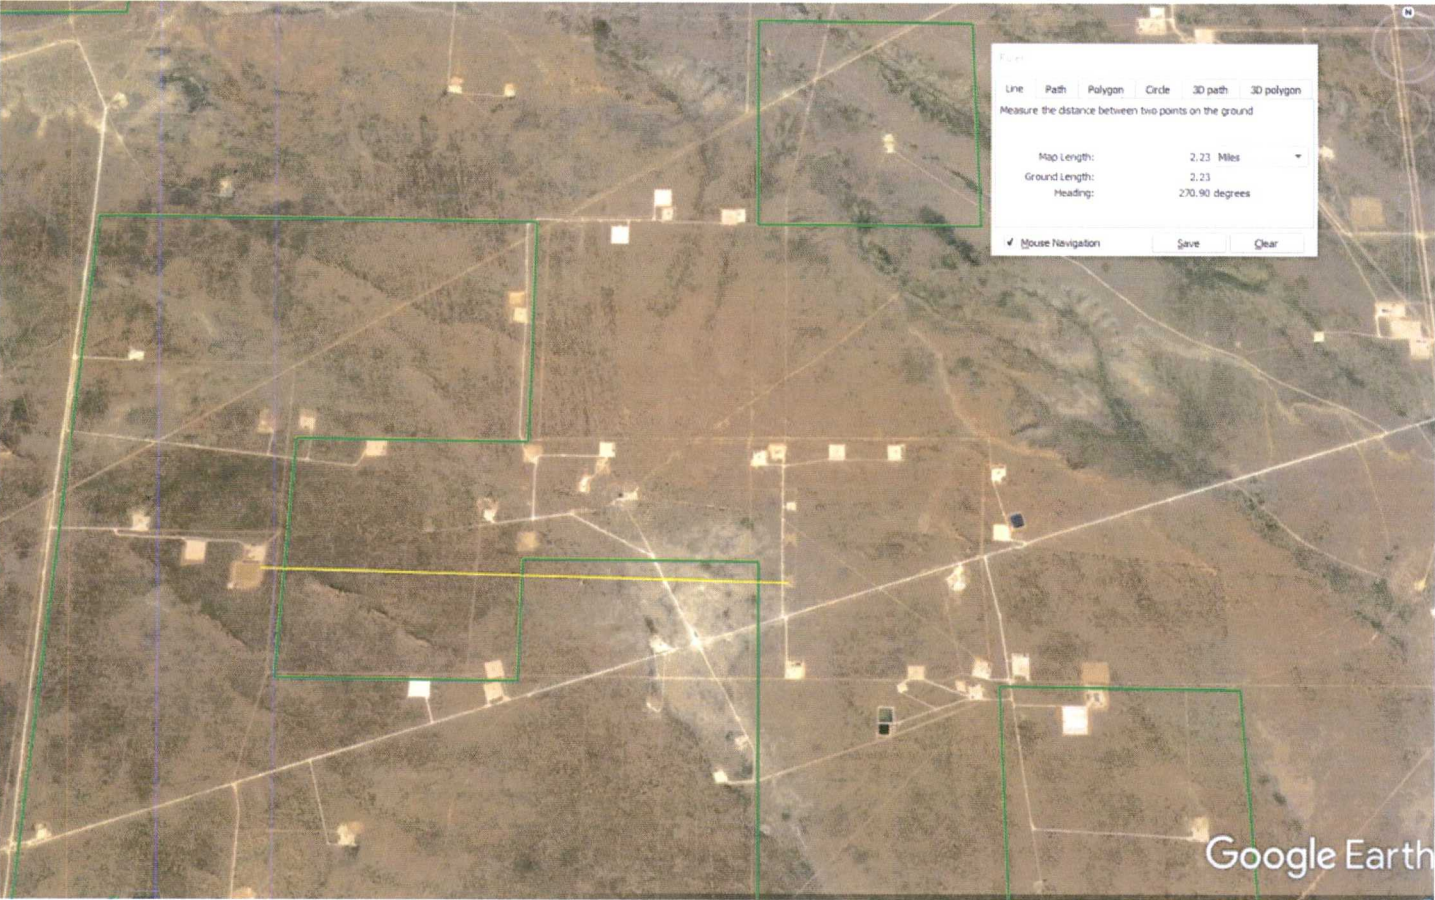 N
Line Path Polygon Circle 3D path 3D polygon
Measure the distance between two points on the ground
Map Length: 2.23 Miles
Ground Length: 2.23
Heading: 270.90 degrees
✓ Mouse Navigation Save Clear
Google Earth